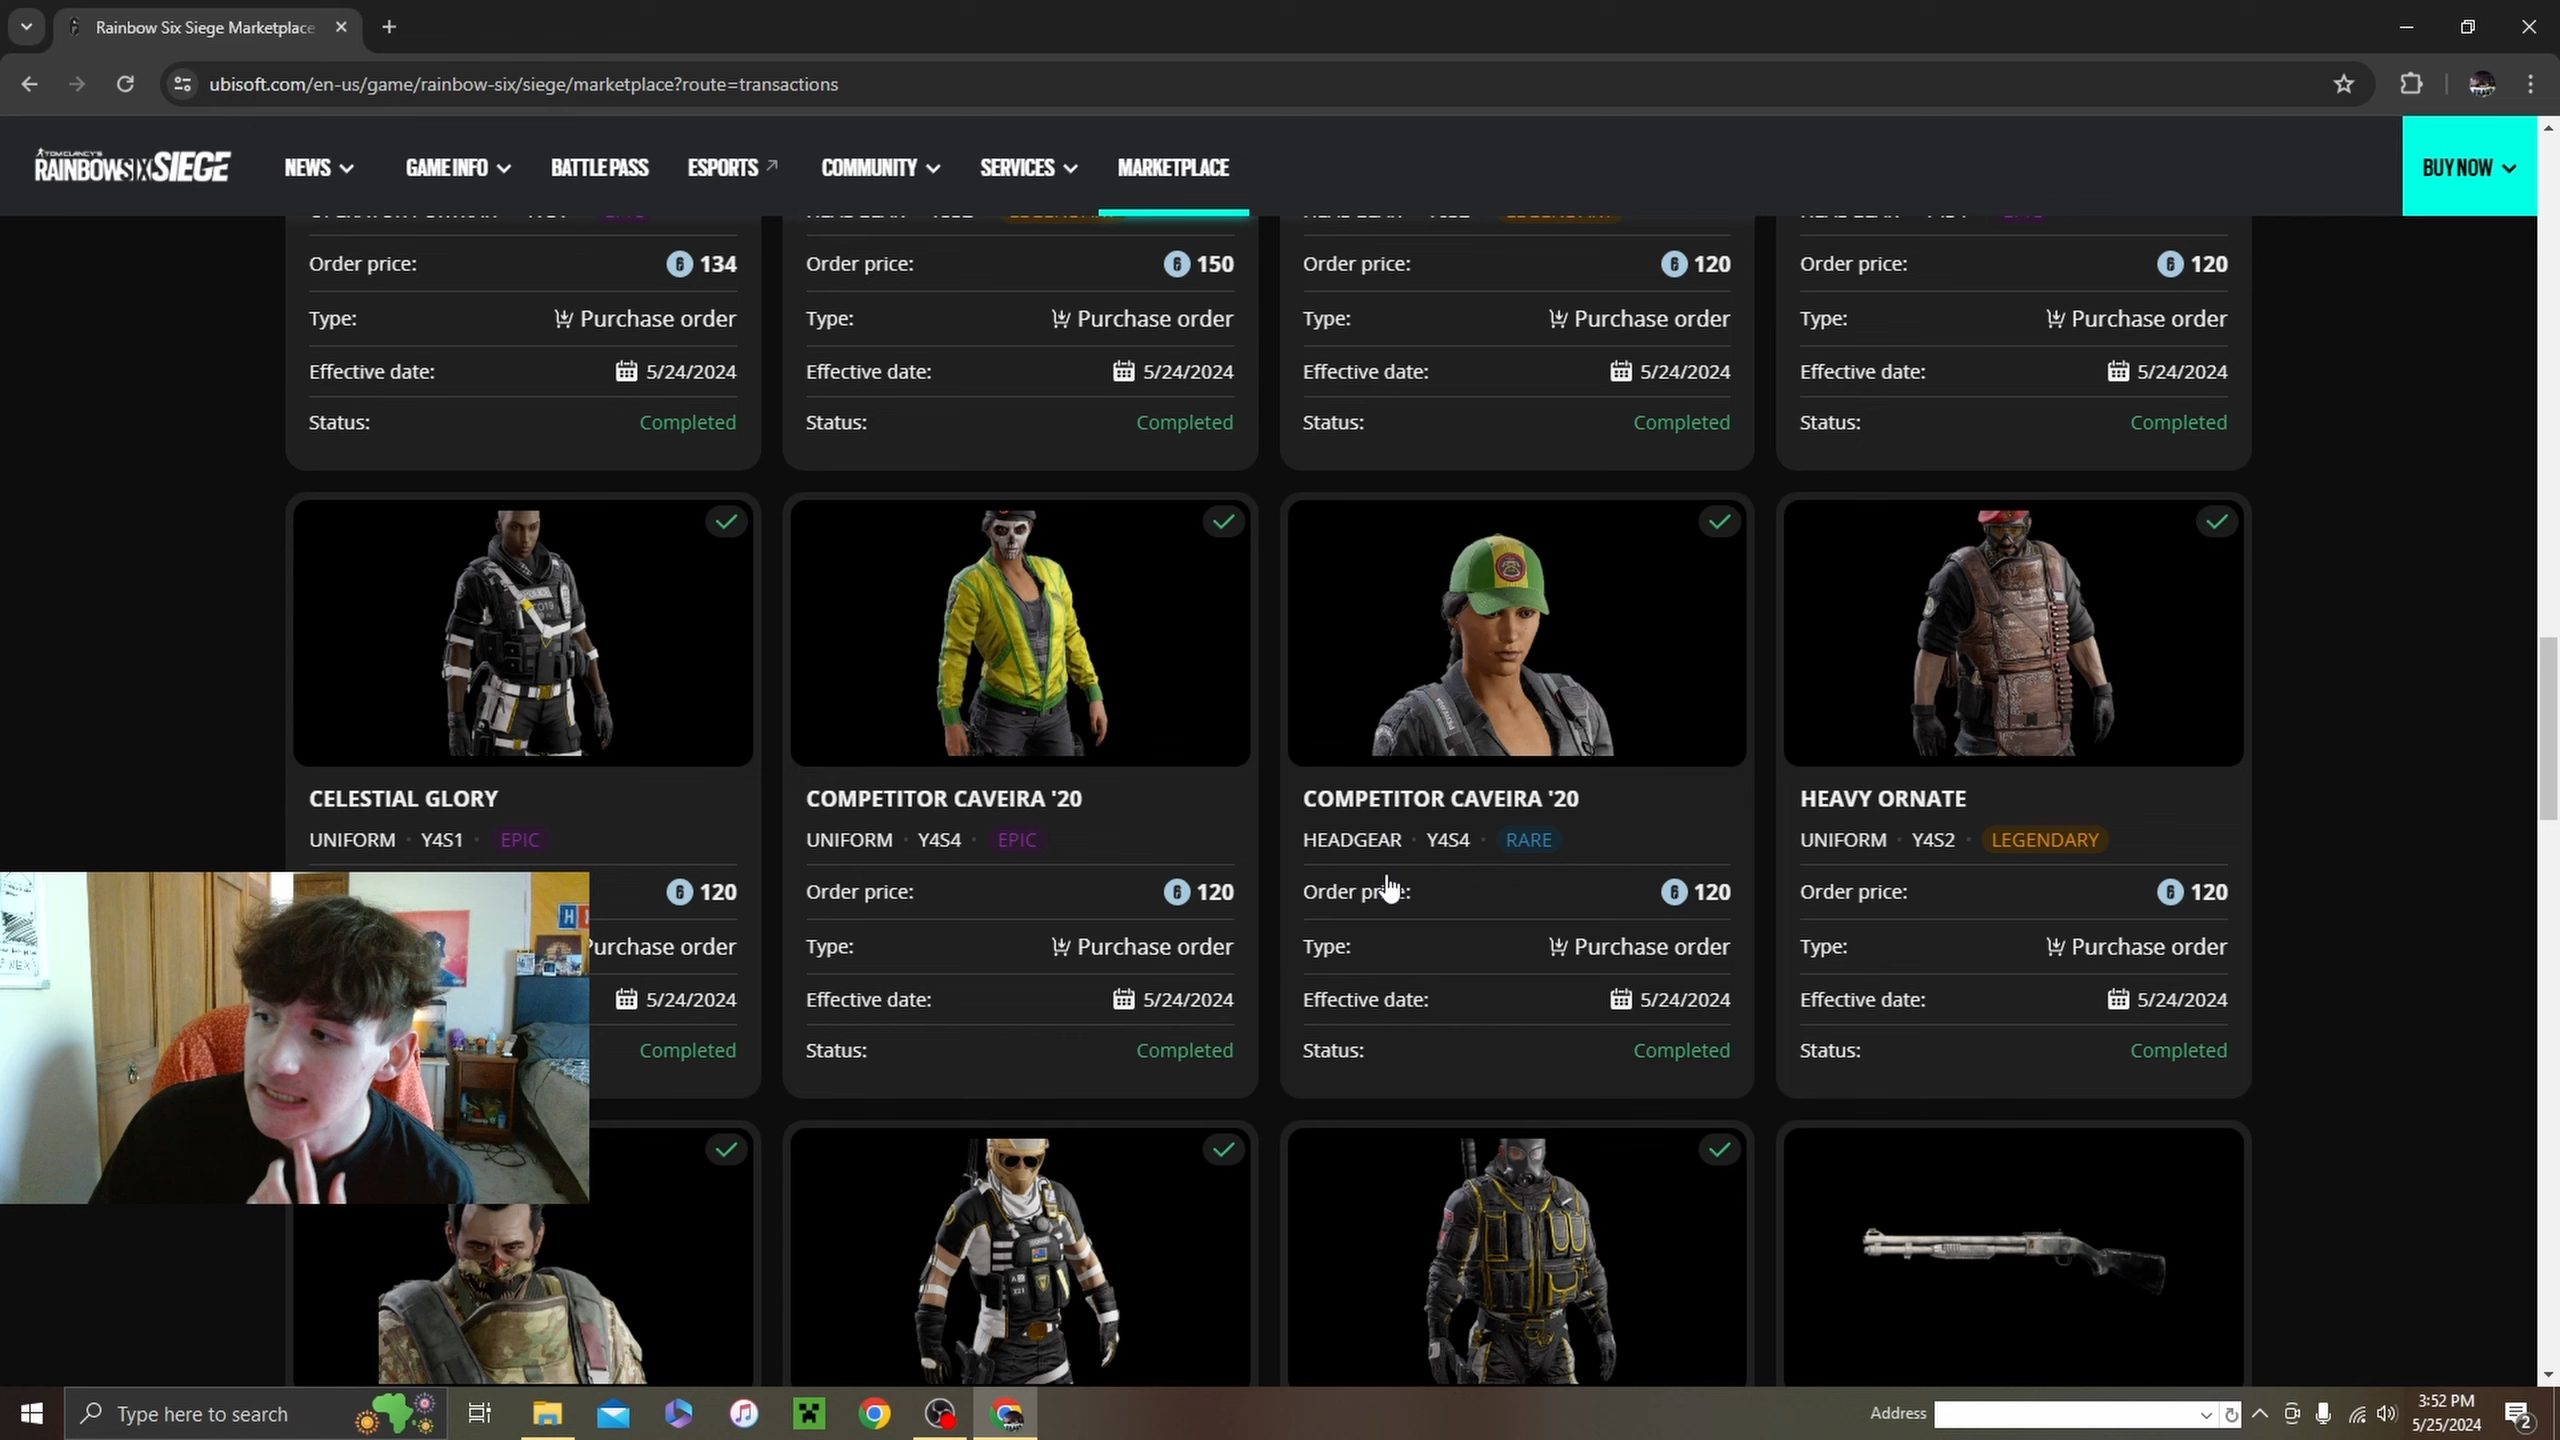 Rainbow Six Siege Marketplace
ubisoft.com/en-us/game/rainbow-six/siege/marketplace?route=transactions
TOM CLANCY'S
RAINBOWSIX SIEGE
NEWS
GAME INFO
BATTLE PASS
ESPORTS
COMMUNITY
SERVICES
MARKETPLACE
BUY NOW
Order price: 134
Type: Purchase order
Effective date: 5/24/2024
Status: Completed
Order price: 150
Type: Purchase order
Effective date: 5/24/2024
Status: Completed
Order price: 120
Type: Purchase order
Effective date: 5/24/2024
Status: Completed
Order price: 120
Type: Purchase order
Effective date: 5/24/2024
Status: Completed
CELESTIAL GLORY
UNIFORM · Y4S1 · EPIC
120
Purchase order
5/24/2024
Completed
COMPETITOR CAVEIRA '20
UNIFORM · Y4S4 · EPIC
Order price: 120
Type: Purchase order
Effective date: 5/24/2024
Status: Completed
COMPETITOR CAVEIRA '20
HEADGEAR · Y4S4 · RARE
Order price: 120
Type: Purchase order
Effective date: 5/24/2024
Status: Completed
HEAVY ORNATE
UNIFORM · Y4S2 · LEGENDARY
Order price: 120
Type: Purchase order
Effective date: 5/24/2024
Status: Completed
Type here to search
Address
3:52 PM
5/25/2024
2